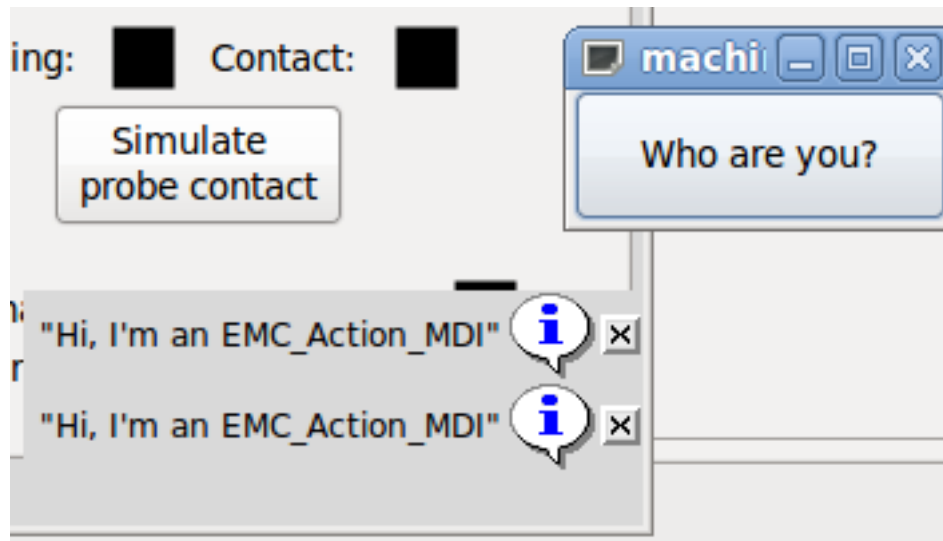 ing: Contact:
machi
Simulate
probe contact
Who are you?
"Hi, I'm an EMC_Action_MDI" i
"Hi, I'm an EMC_Action_MDI" i